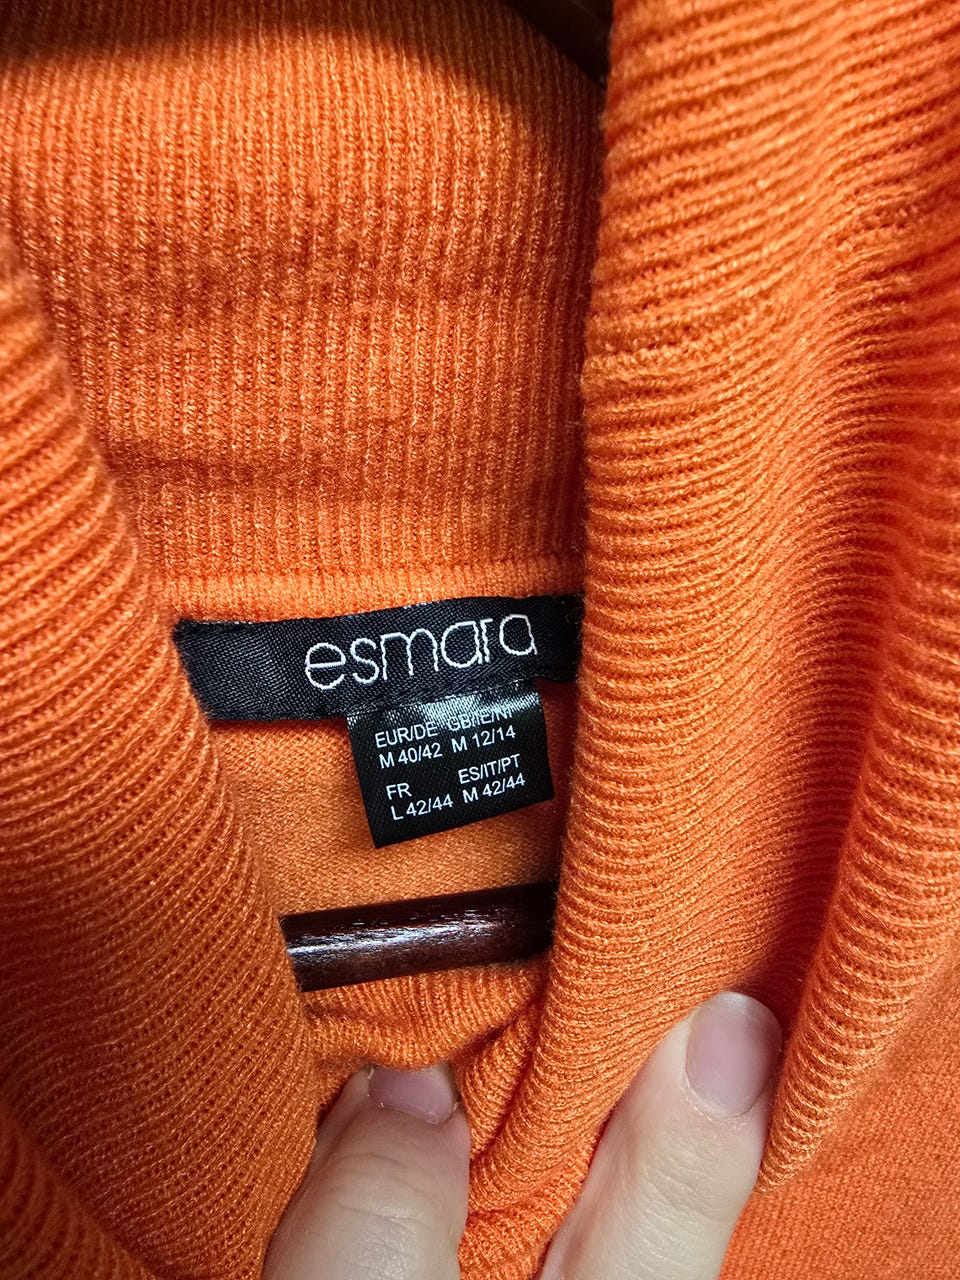 esmara
EUR/DE GB/IE/NI
M 40/42 M 12/14
FR ES/IT/PT
L 42/44 M 42/44